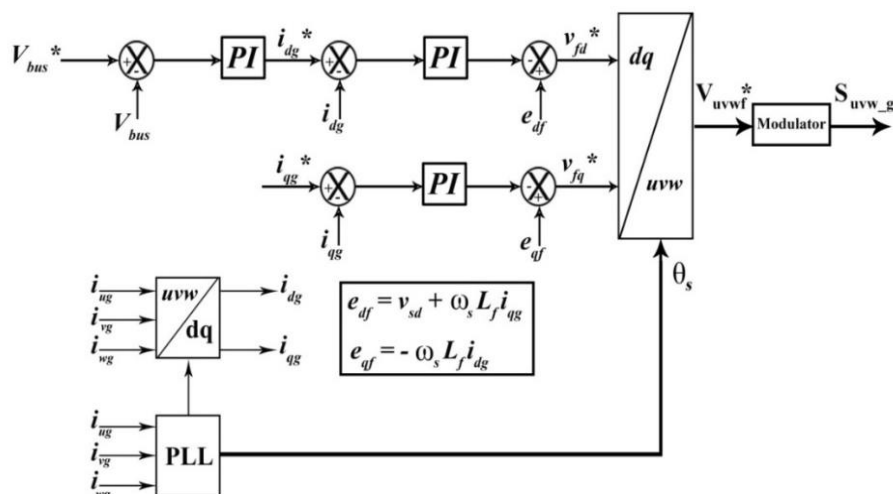 V_bus* + - PI i_dg* + - PI - + v_fd*
V_bus i_dg e_df
dq uvw
V_uvwf* Modulator S_uvw_g
i_qg* + - PI - + v_fq*
i_qg e_qf
θ_s
i_ug i_vg i_wg uvw dq i_dg i_qg
e_df = v_sd + ω_s L_f i_qg
e_qf = - ω_s L_f i_dg
i_ug i_vg PLL